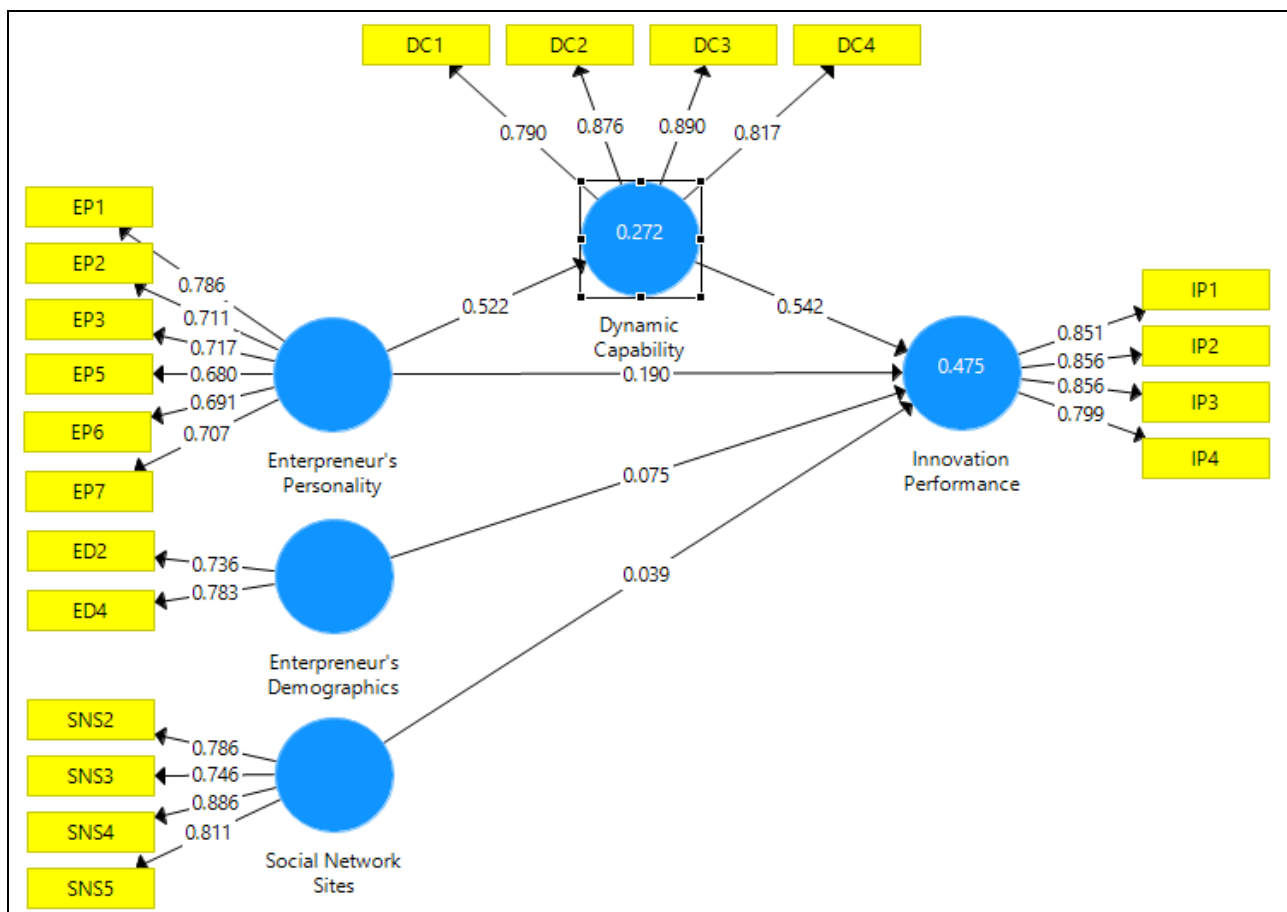 DC1
DC2
DC3
DC4
0.790
0.876
0.890
0.817
0.272
Dynamic
Capability
EP1
EP2
EP3
EP5
EP6
EP7
0.786
0.711
0.717
0.680
0.691
0.707
Enterpreneur's
Personality
0.522
0.542
0.190
0.075
0.039
0.475
Innovation
Performance
0.851
0.856
0.856
0.799
IP1
IP2
IP3
IP4
ED2
ED4
0.736
0.783
Enterpreneur's
Demographics
SNS2
SNS3
SNS4
SNS5
0.786
0.746
0.886
0.811
Social Network
Sites